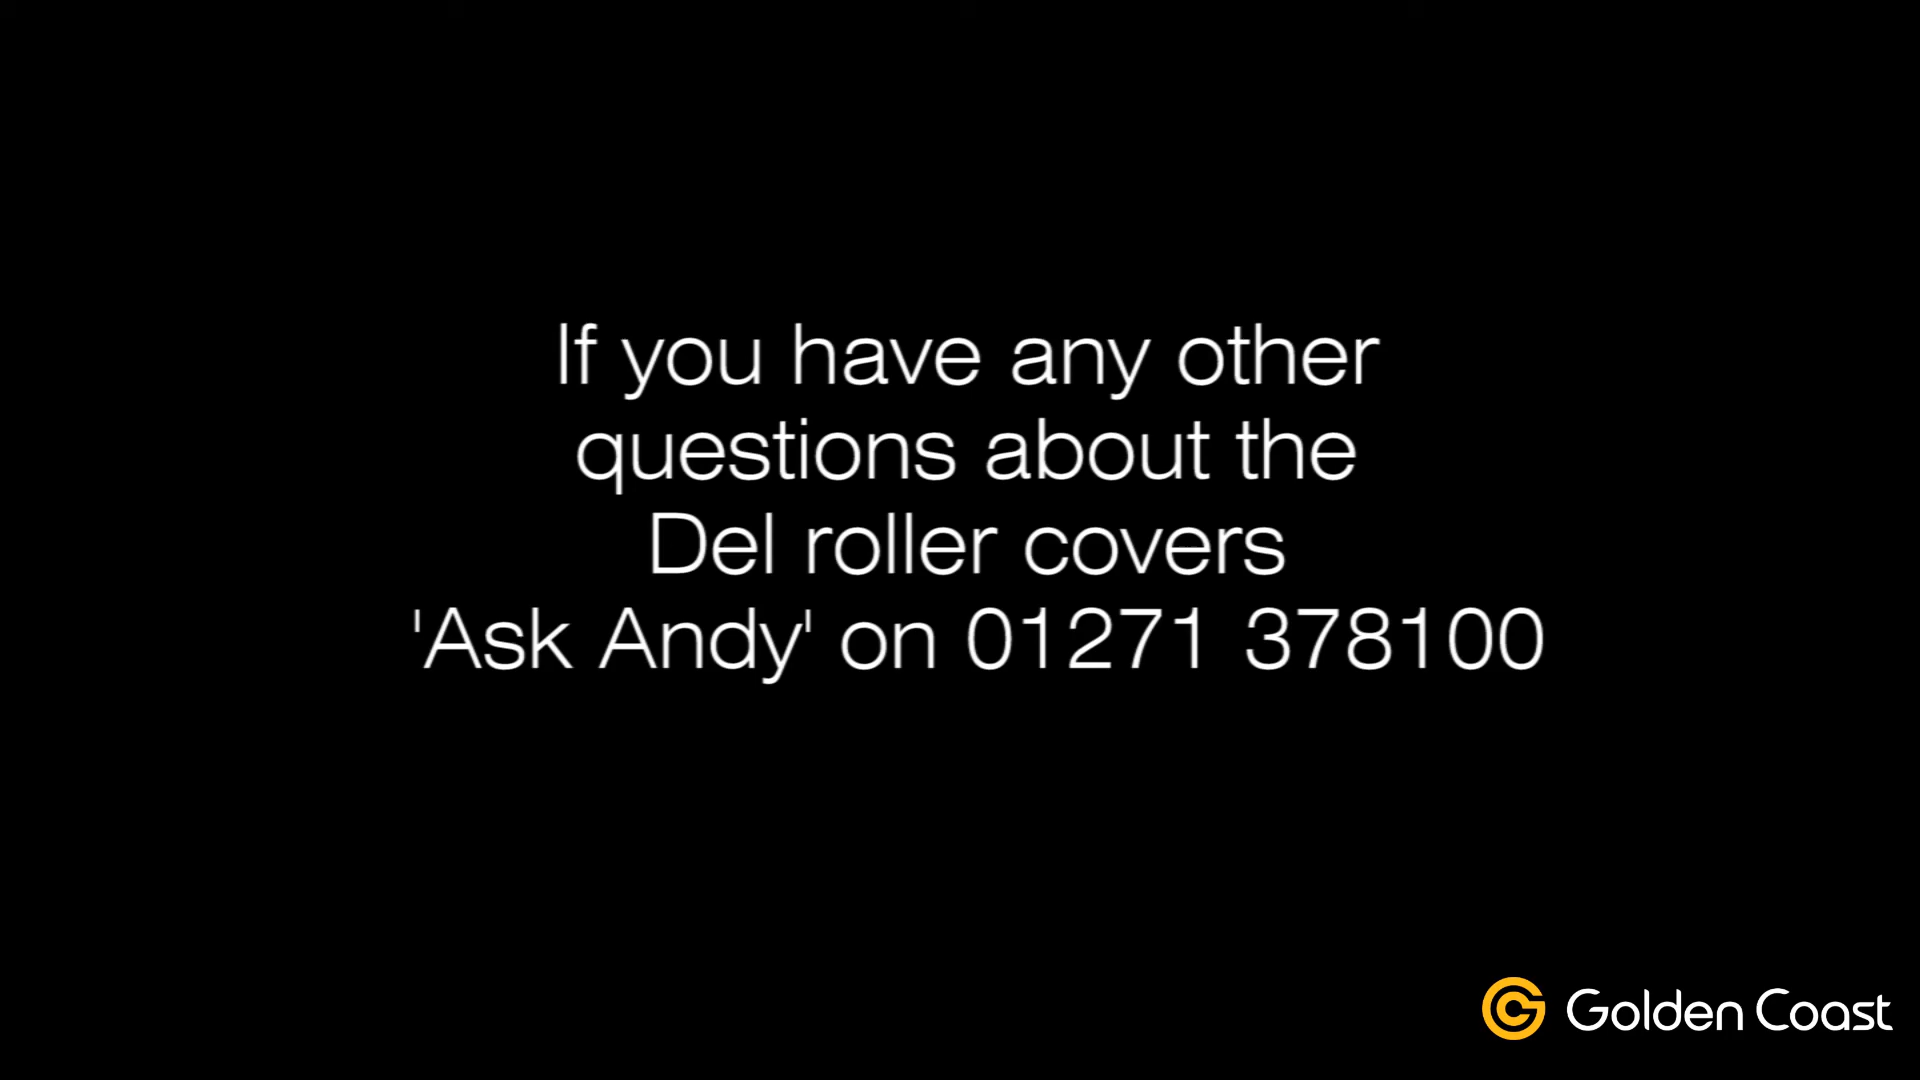 If you have any other
questions about the
Del roller covers
'Ask Andy' on 01271 378100
Golden Coast